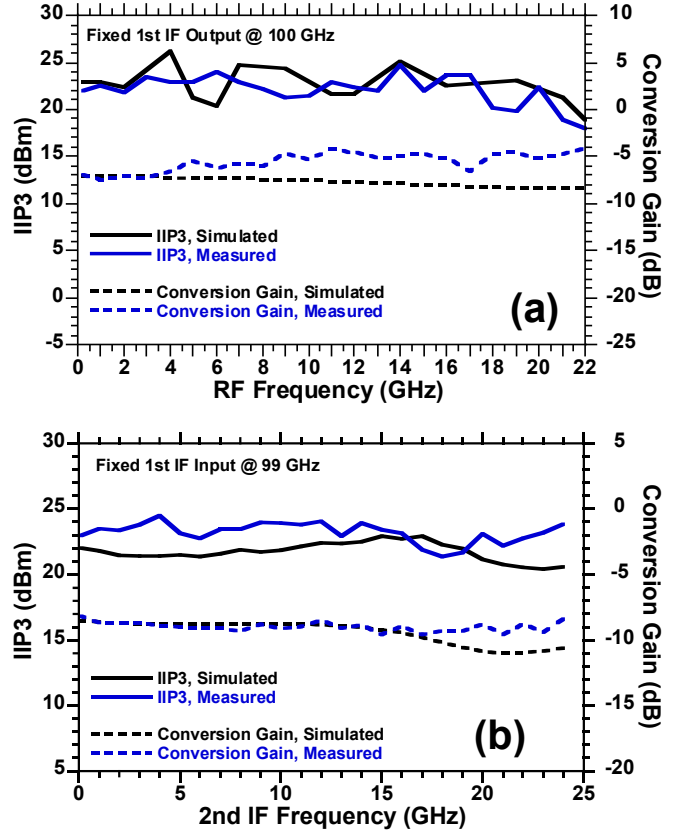 30
25
20
15
10
5
0
-5
IIP3 (dBm)
Fixed 1st IF Output @ 100 GHz
IIP3, Simulated
IIP3, Measured
Conversion Gain, Simulated
Conversion Gain, Measured
(a)
10
5
0
-5
-10
-15
-20
-25
Conversion Gain (dB)
0 2 4 6 8 10 12 14 16 18 20 22
RF Frequency (GHz)
30
25
20
15
10
5
IIP3 (dBm)
Fixed 1st IF Input @ 99 GHz
IIP3, Simulated
IIP3, Measured
Conversion Gain, Simulated
Conversion Gain, Measured
(b)
5
0
-5
-10
-15
-20
Conversion Gain (dB)
0 5 10 15 20 25
2nd IF Frequency (GHz)